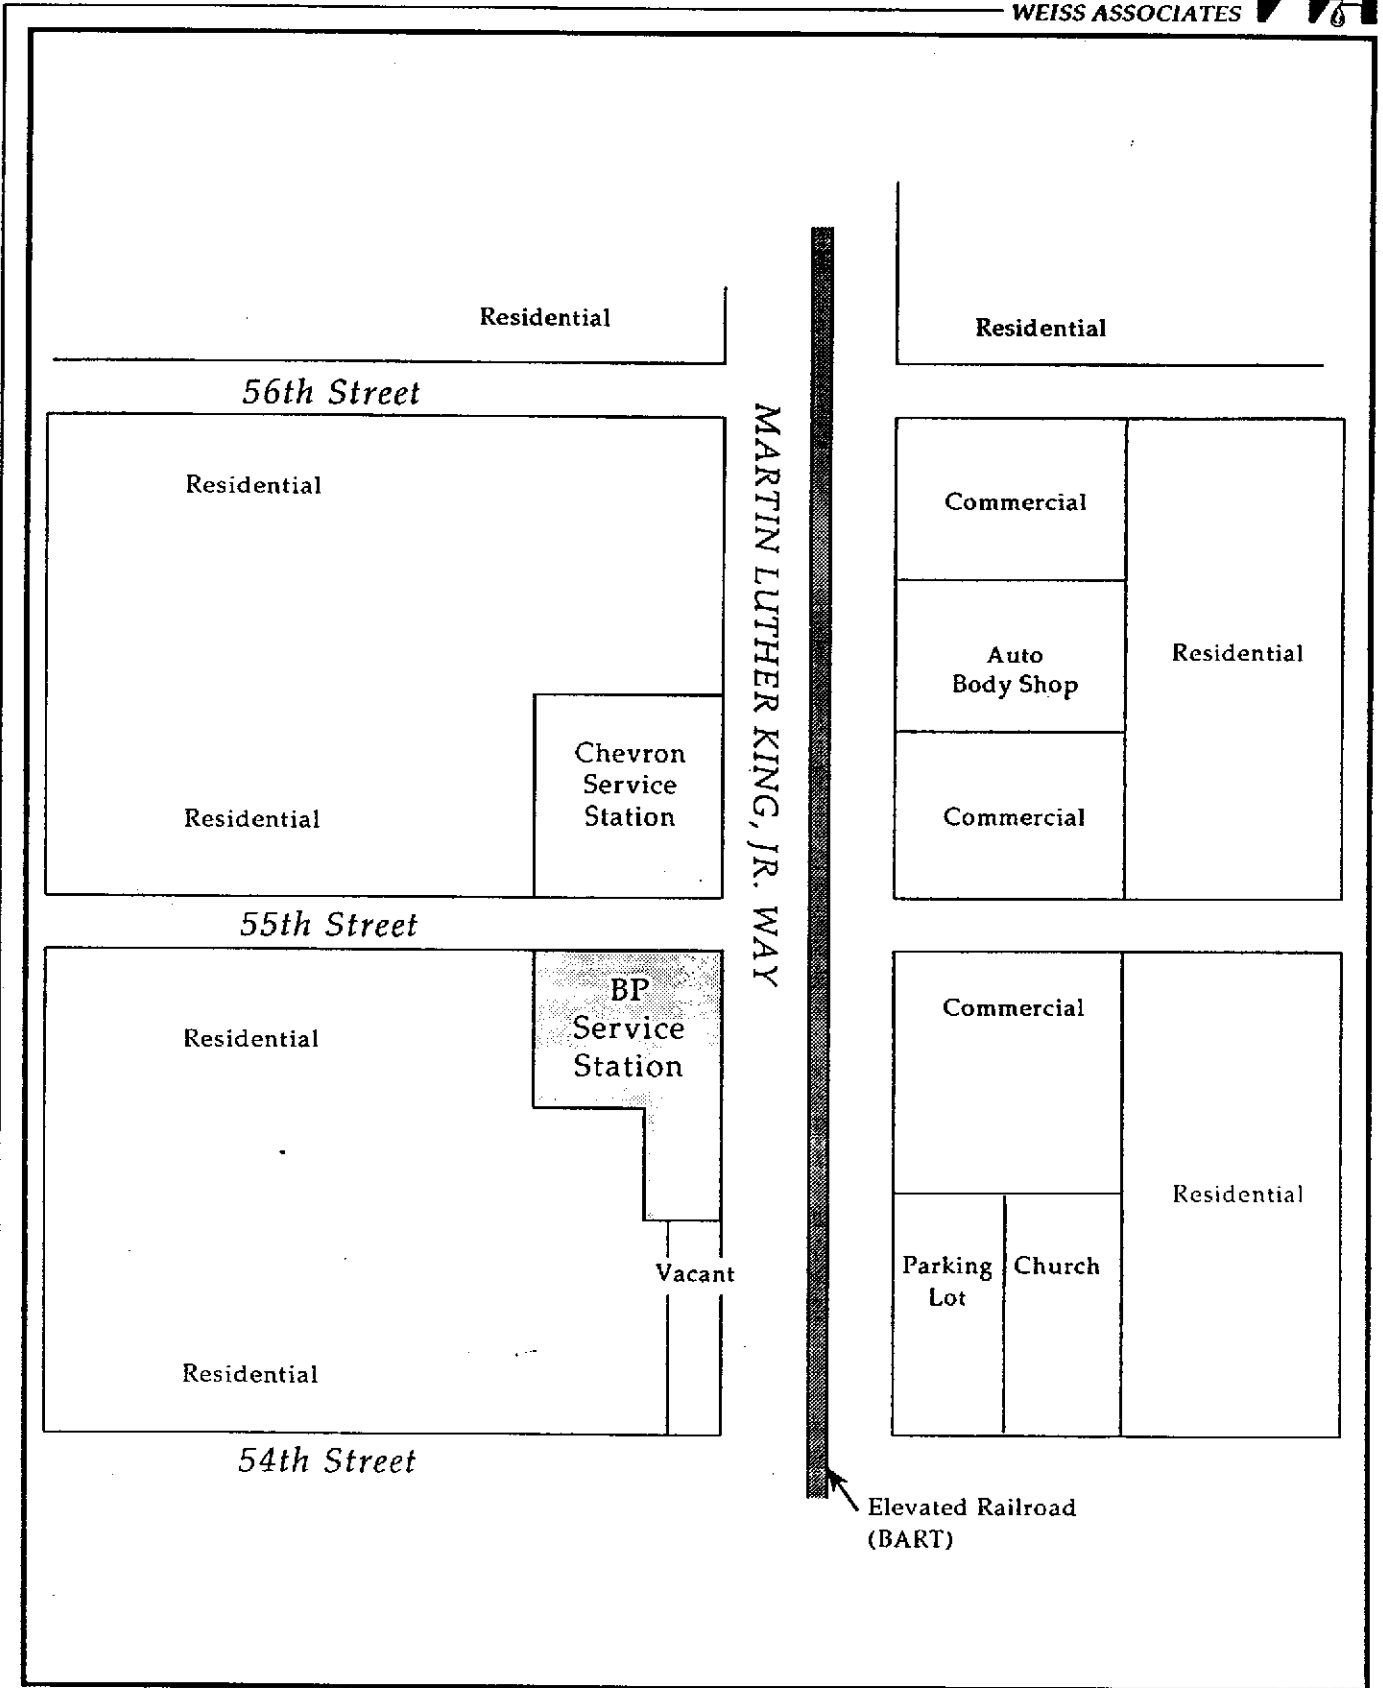 WEISS ASSOCIATES
Residential
Residential
56th Street
MARTIN LUTHER KING, JR. WAY
Residential
Commercial
Auto
Body Shop
Residential
Chevron
Service
Station
Residential
Commercial
55th Street
BP
Service
Station
Residential
Commercial
Residential
Vacant
Parking
Lot
Church
Residential
54th Street
Elevated Railroad
(BART)